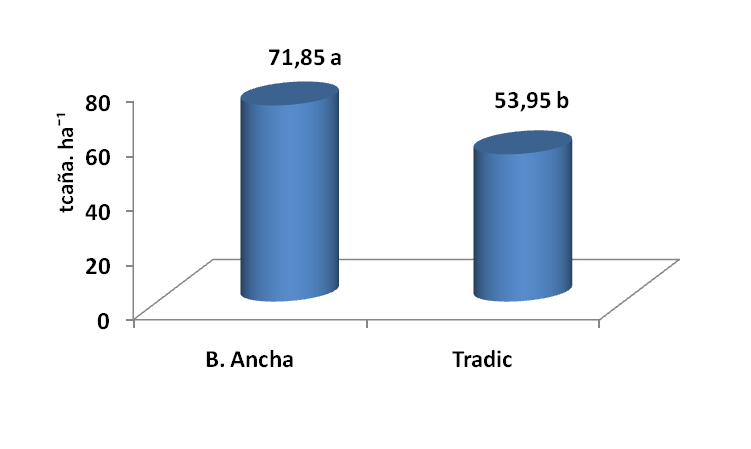 71,85 a
53,95 b
tcaña. ha⁻¹
80
60
40
20
0
B. Ancha
Tradic